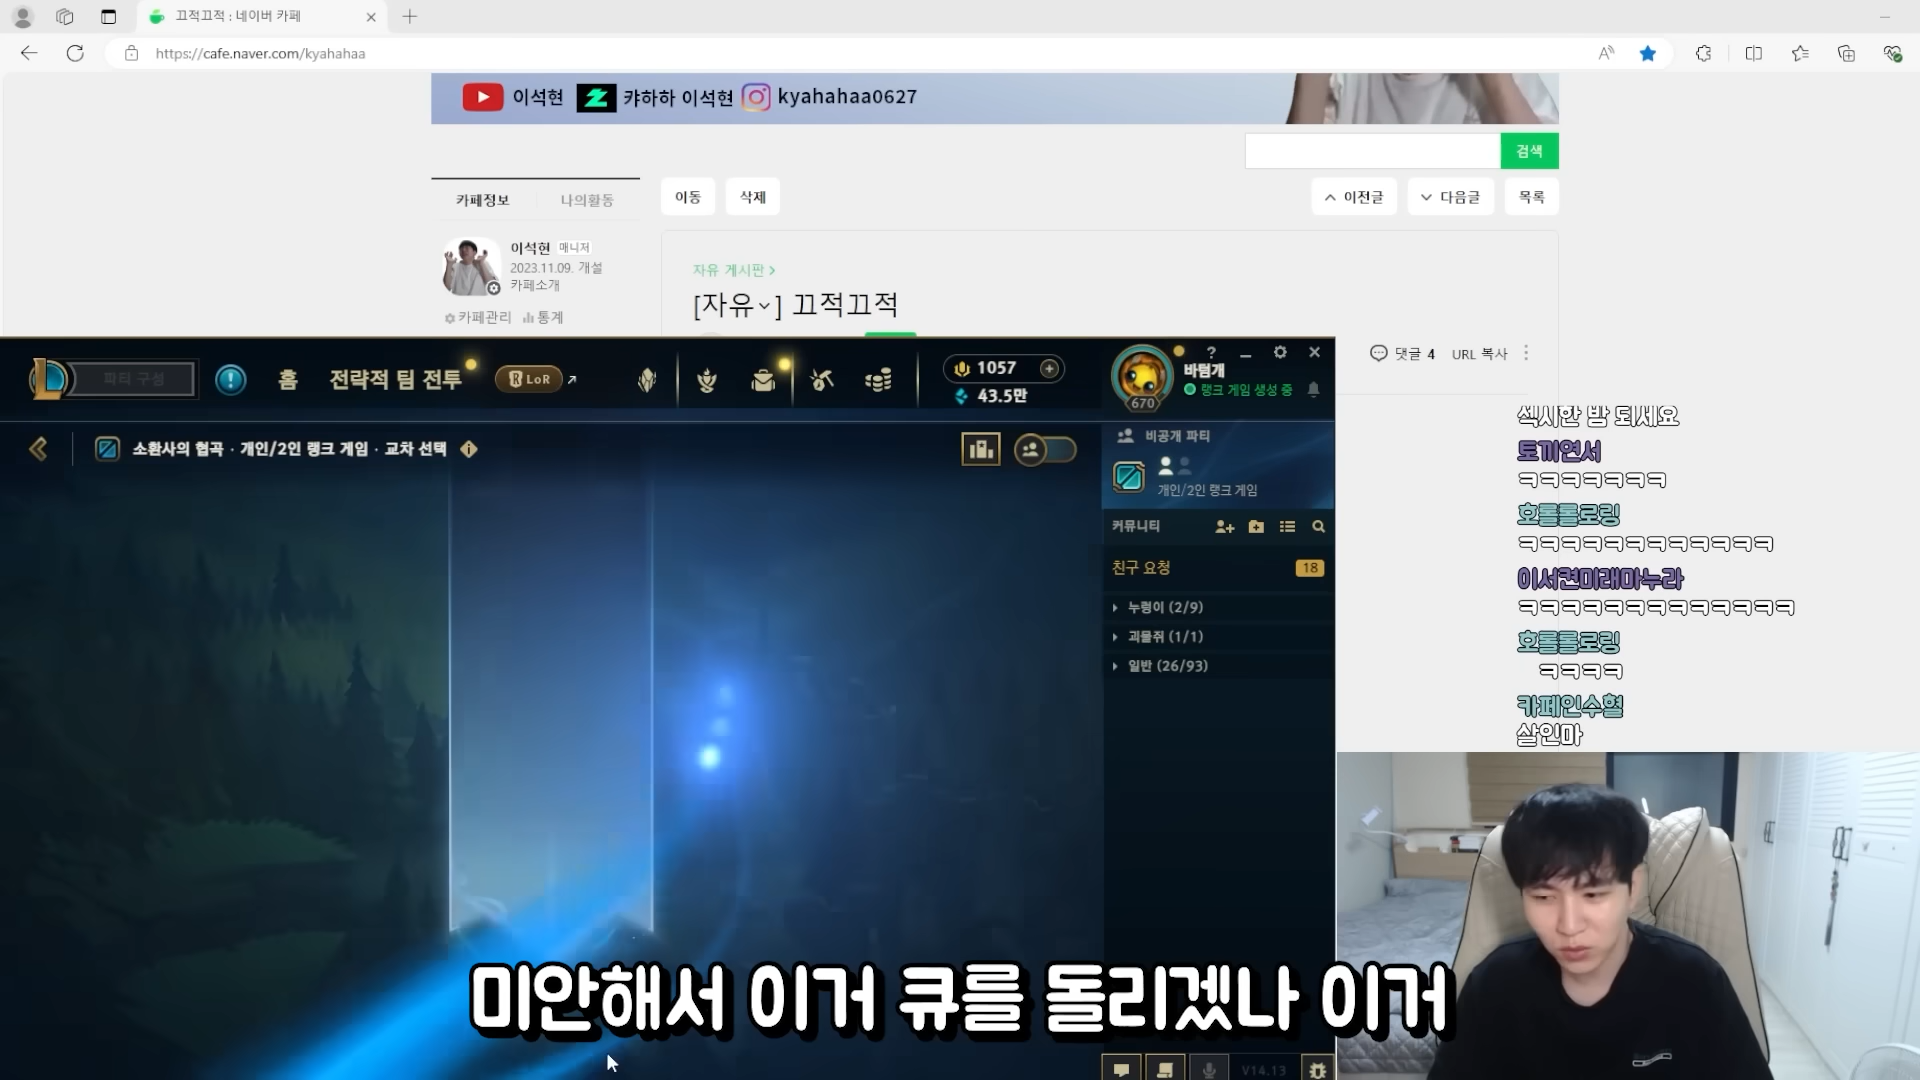 끄적끄적 : 네이버 카페
https://cafe.naver.com/kyahahaa
이석현 캬하하 이석현 kyahahaa0627
검색
카페정보 나의활동 이동 삭제 이전글 다음글 목록
이석현 매니저
2023.11.09. 개설
카페소개
카페관리 통계
자유 게시판 >
[자유] 끄적끄적
댓글 4 URL 복사
파티 구성 홈 전략적 팀 전투 LoR 1057
43.5만
670
바텀개
랭크 게임 생성 중
소환사의 협곡 · 개인/2인 랭크 게임 · 교차 선택
비공개 파티
개인/2인 랭크 게임
커뮤니티
친구 요청 18
누렁이 (2/9)
괴물쥐 (1/1)
일반 (26/93)
V14.13
섹시한 밤 되세요
토끼연서
ㅋㅋㅋㅋㅋㅋㅋ
호롤롤로링
ㅋㅋㅋㅋㅋㅋㅋㅋㅋㅋㅋㅋ
이서켠미래마누라
ㅋㅋㅋㅋㅋㅋㅋㅋㅋㅋㅋㅋㅋ
호롤롤로링
ㅋㅋㅋㅋ
카페인수혈
살인마
미안해서 이거 큐를 돌리겠나 이거